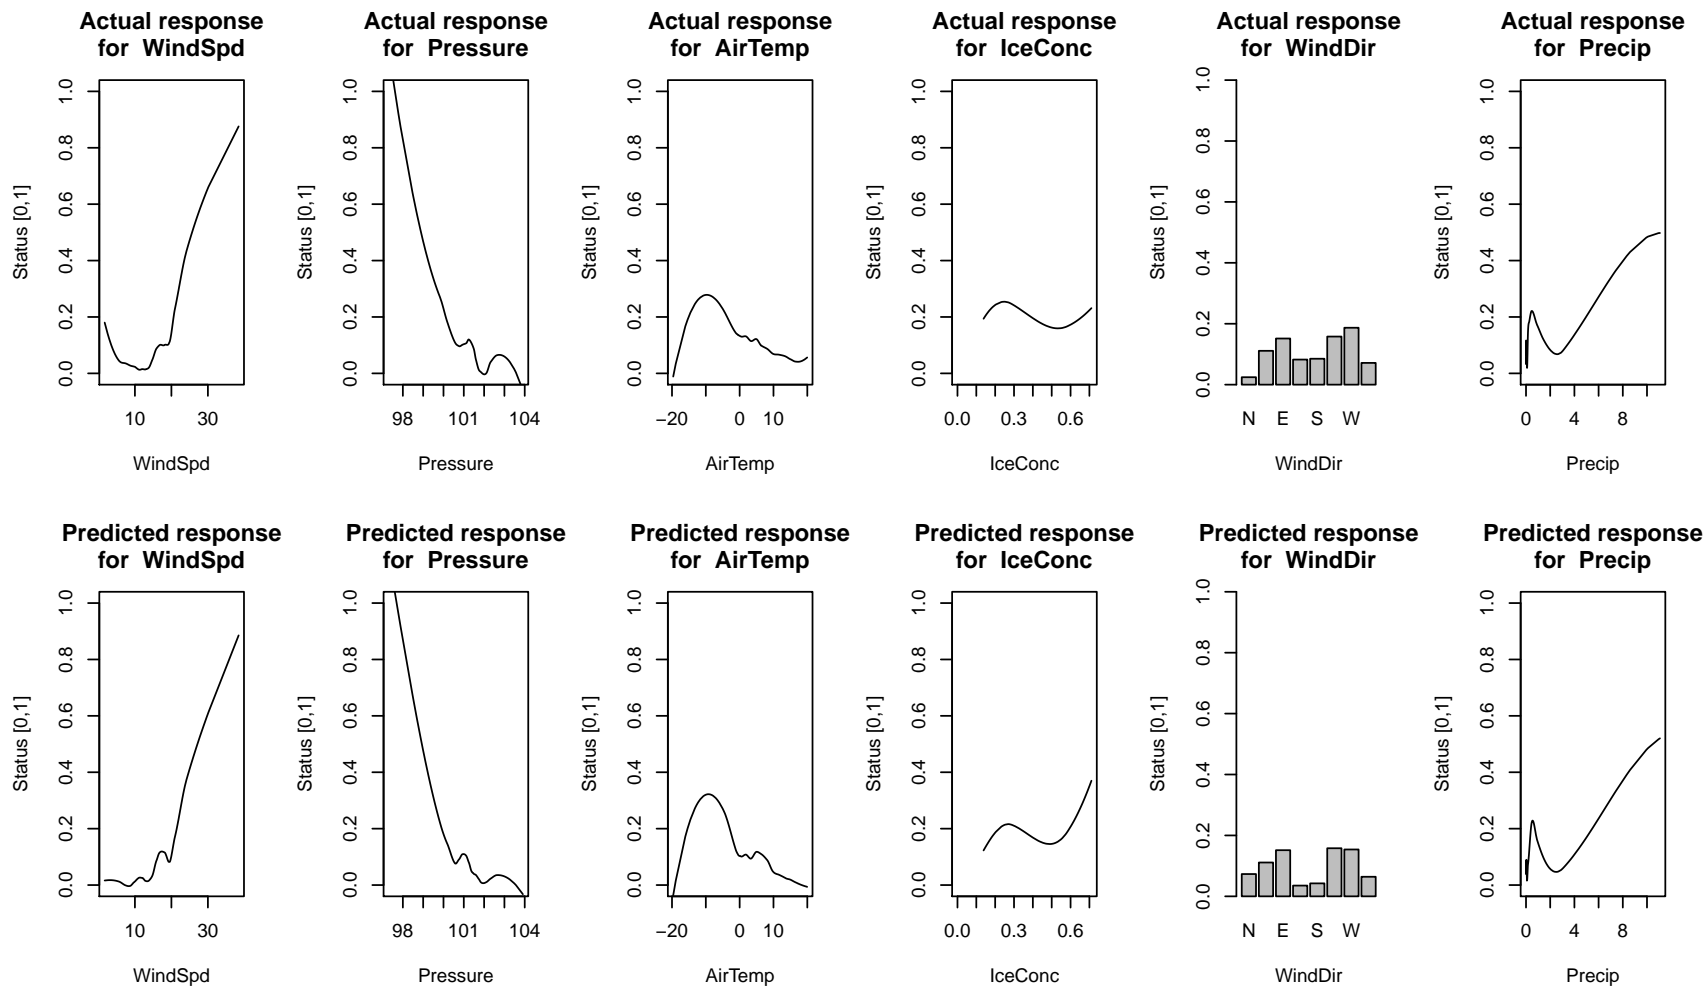 Actual response
for WindSpd
Actual response
for Pressure
Actual response
for AirTemp
Actual response
for IceConc
Actual response
for WindDir
Actual response
for Precip
Status [0,1]
0.0 0.2 0.4 0.6 0.8 1.0
10 30
WindSpd
Status [0,1]
0.0 0.2 0.4 0.6 0.8 1.0
98 101 104
Pressure
Status [0,1]
0.0 0.2 0.4 0.6 0.8 1.0
−20 0 10
AirTemp
Status [0,1]
0.0 0.2 0.4 0.6 0.8 1.0
0.0 0.3 0.6
IceConc
Status [0,1]
0.0 0.2 0.4 0.6 0.8 1.0
N E S W
WindDir
Status [0,1]
0.0 0.2 0.4 0.6 0.8 1.0
0 4 8
Precip
Predicted response
for WindSpd
Predicted response
for Pressure
Predicted response
for AirTemp
Predicted response
for IceConc
Predicted response
for WindDir
Predicted response
for Precip
Status [0,1]
0.0 0.2 0.4 0.6 0.8 1.0
10 30
WindSpd
Status [0,1]
0.0 0.2 0.4 0.6 0.8 1.0
98 101 104
Pressure
Status [0,1]
0.0 0.2 0.4 0.6 0.8 1.0
−20 0 10
AirTemp
Status [0,1]
0.0 0.2 0.4 0.6 0.8 1.0
0.0 0.3 0.6
IceConc
Status [0,1]
0.0 0.2 0.4 0.6 0.8 1.0
N E S W
WindDir
Status [0,1]
0.0 0.2 0.4 0.6 0.8 1.0
0 4 8
Precip